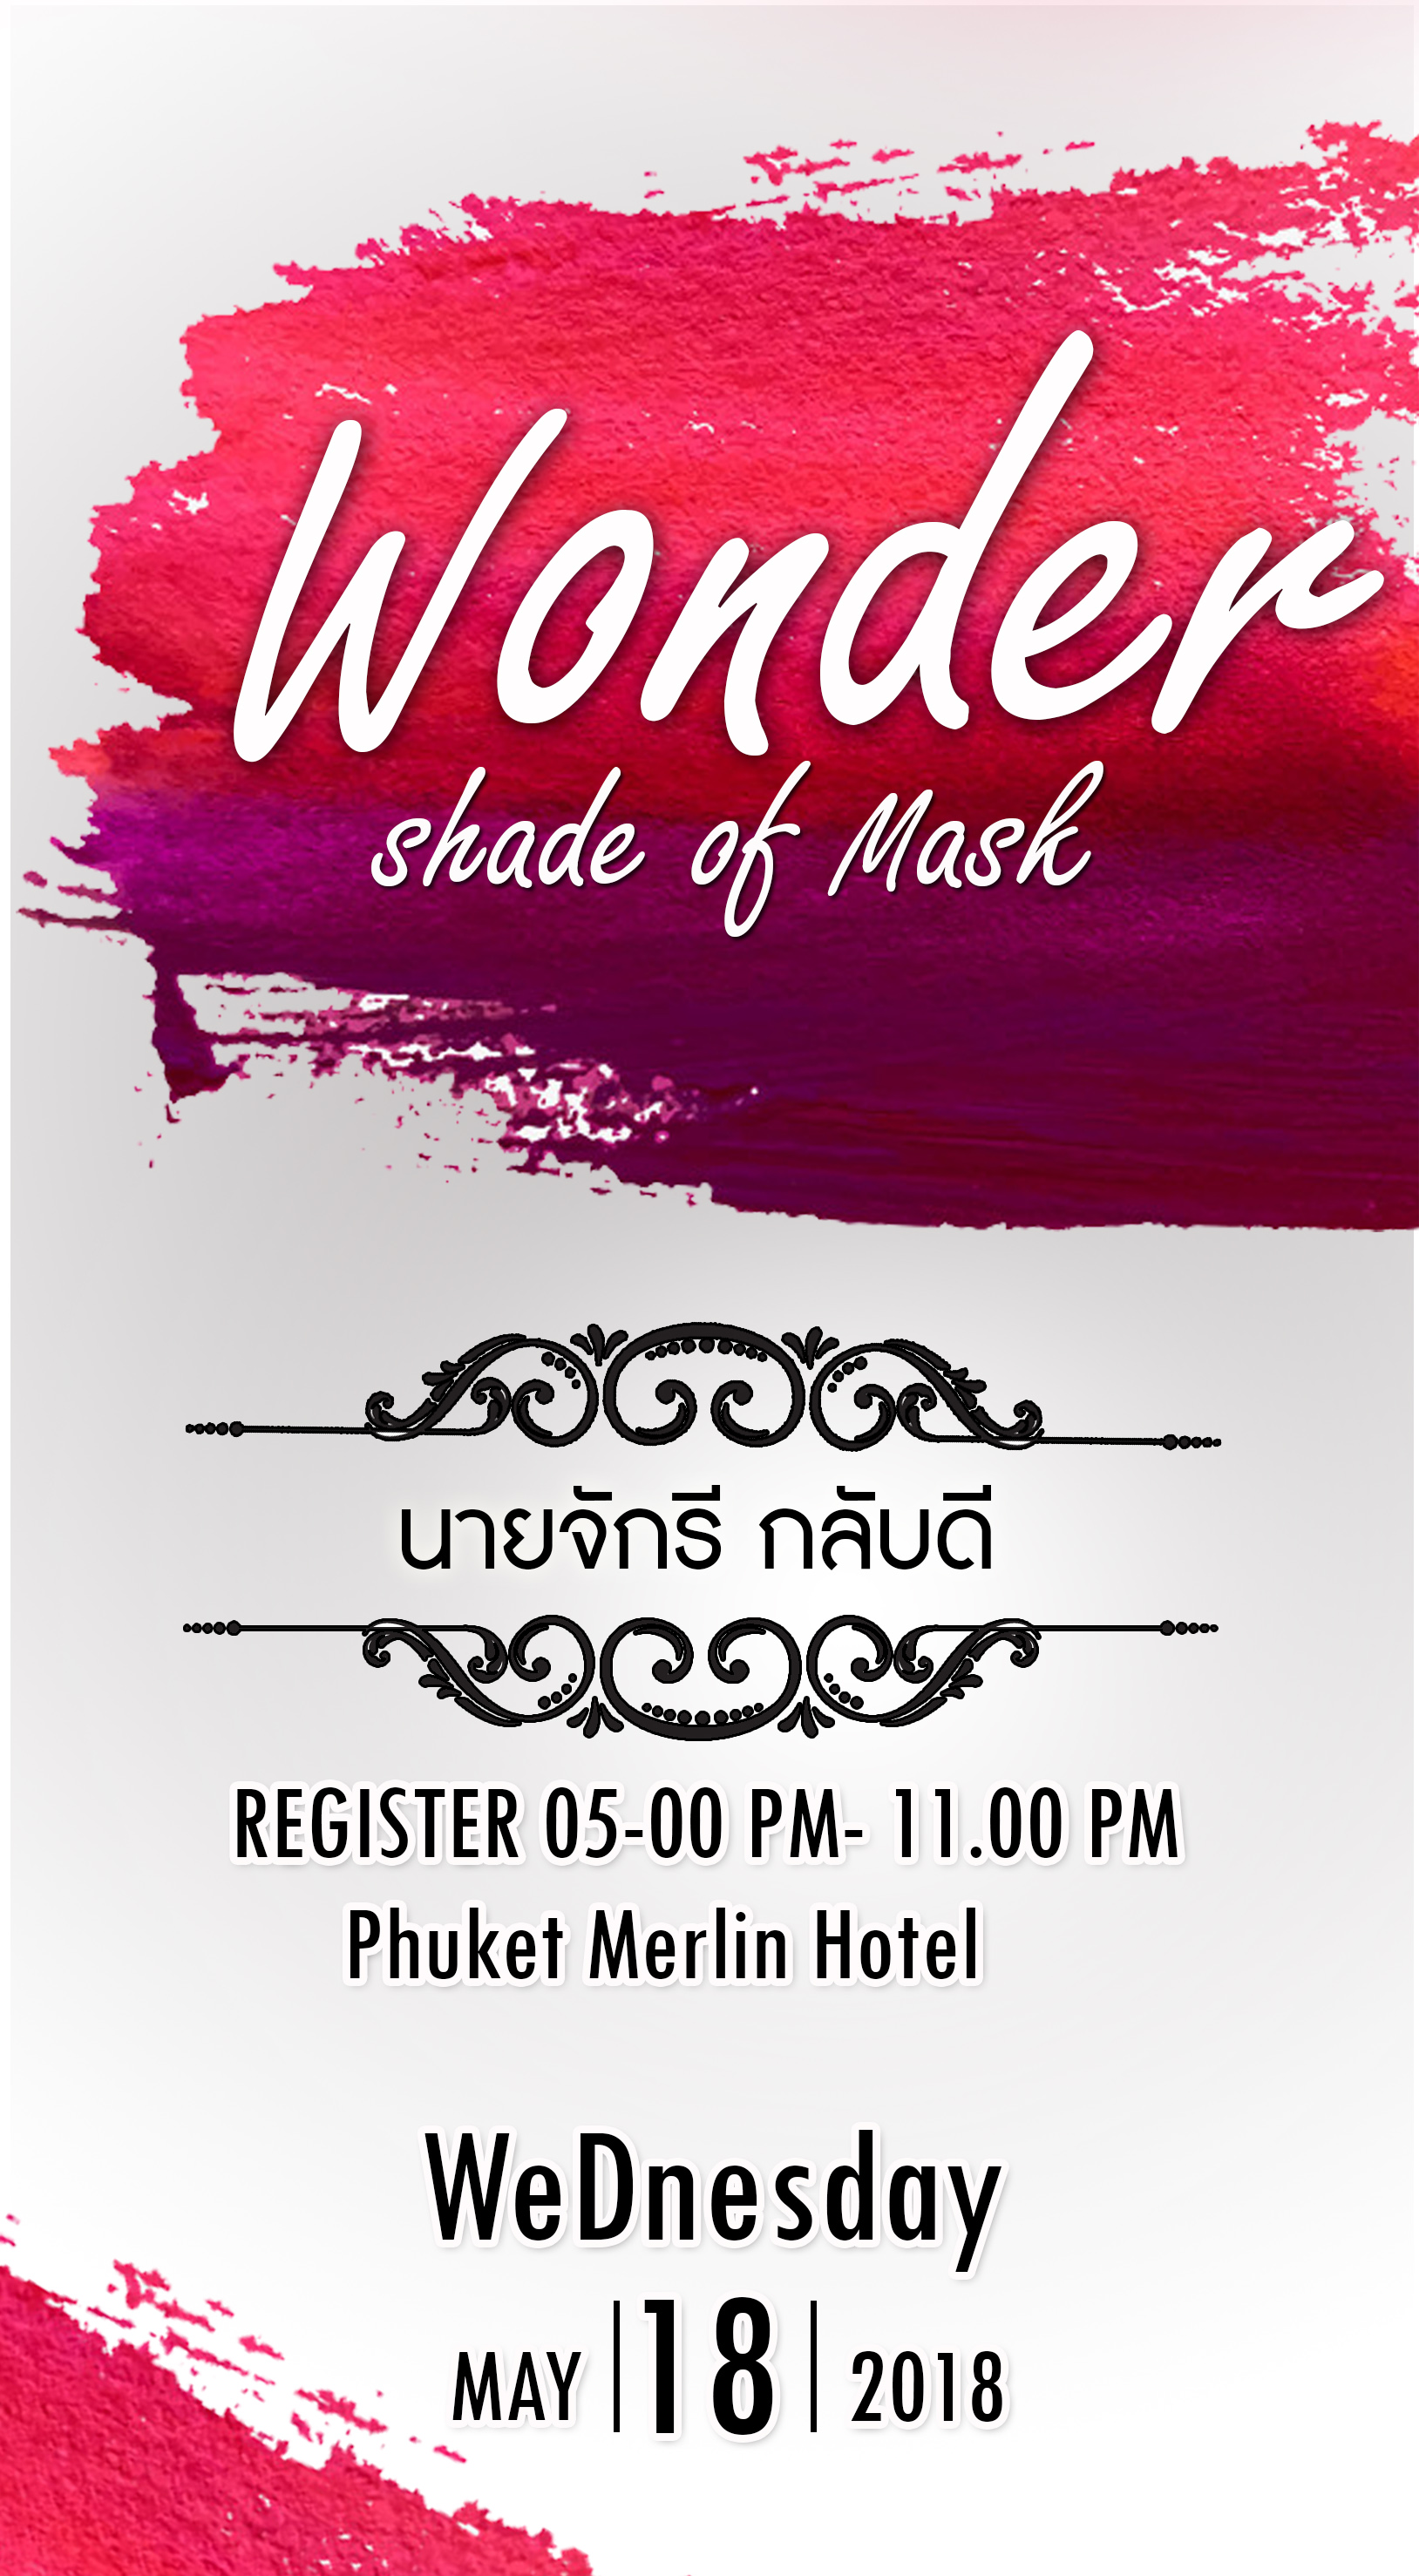 Wonder
shade of Mask
นายจักรี กลับดี
REGISTER 05-00 PM- 11.00 PM
Phuket Merlin Hotel
WeDnesday
MAY |18| 2018